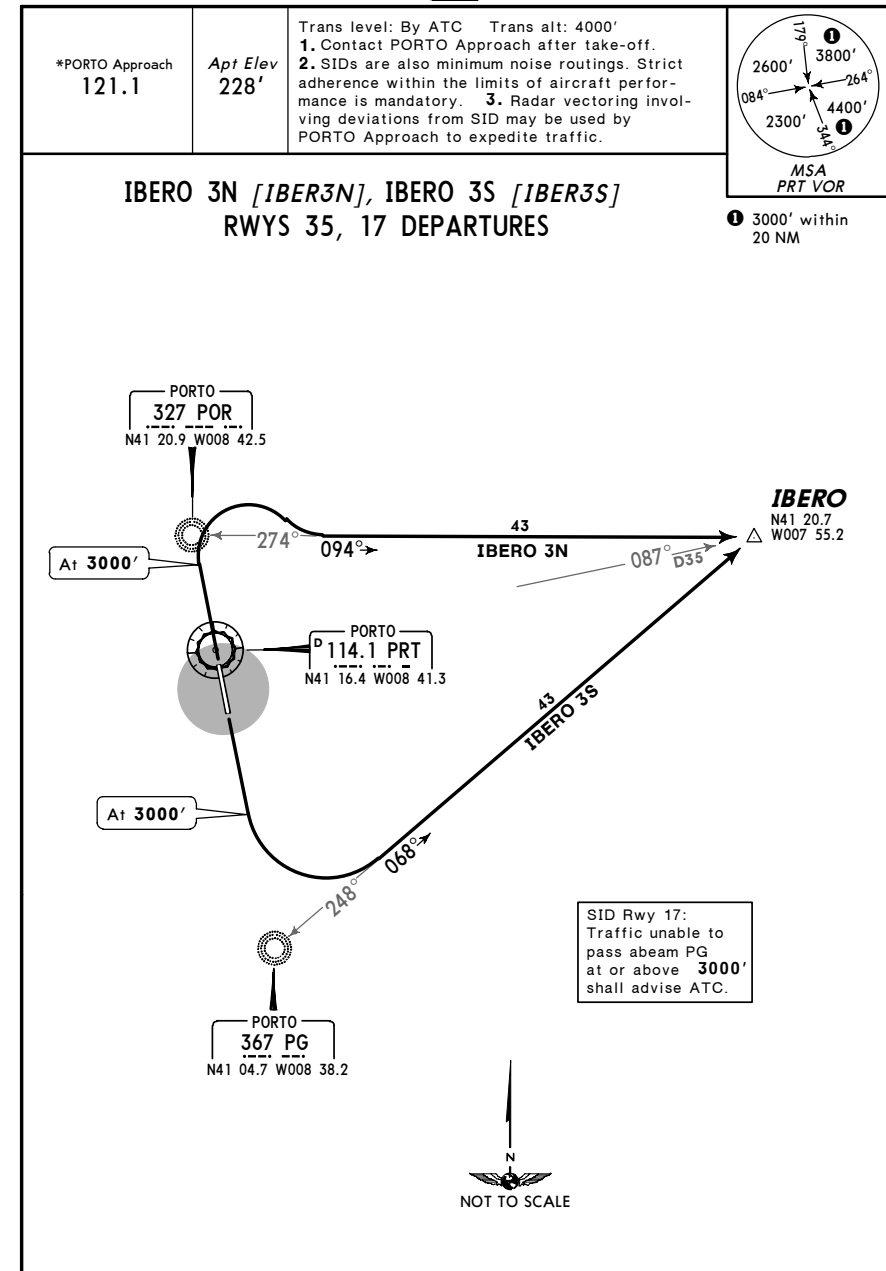 *PORTO Approach
121.1
Apt Elev
228'
Trans level: By ATC Trans alt: 4000'
1. Contact PORTO Approach after take-off.
2. SIDs are also minimum noise routings. Strict
adherence within the limits of aircraft perfor-
mance is mandatory. 3. Radar vectoring invol-
ving deviations from SID may be used by
PORTO Approach to expedite traffic.
179°
❶
3800'
2600'
264°
084°
4400'
2300'
❶
344°
MSA
PRT VOR
❶ 3000' within
20 NM
IBERO 3N [IBER3N], IBERO 3S [IBER3S]
RWYS 35, 17 DEPARTURES
PORTO
327 POR
N41 20.9 W008 42.5
IBERO
N41 20.7
W007 55.2
43
274°
094°
IBERO 3N
087° D35
At 3000'
PORTO
D 114.1 PRT
N41 16.4 W008 41.3
43
IBERO 3S
At 3000'
068°
248°
SID Rwy 17:
Traffic unable to
pass abeam PG
at or above 3000'
shall advise ATC.
PORTO
367 PG
N41 04.7 W008 38.2
N
NOT TO SCALE